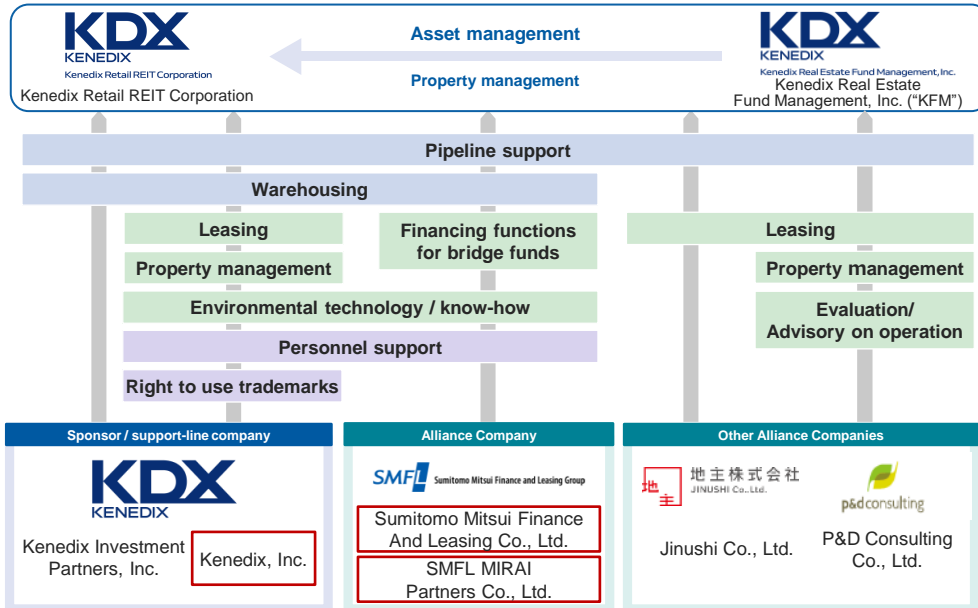 KDX
KENEDIX
Kenedix Retail REIT Corporation
Kenedix Retail REIT Corporation
Asset management
Property management
KDX
KENEDIX
Kenedix Real Estate Fund Management, Inc.
Kenedix Real Estate
Fund Management, Inc. (“KFM”)
Pipeline support
Warehousing
Leasing
Financing functions
for bridge funds
Leasing
Property management
Property management
Environmental technology / know-how
Evaluation/
Advisory on operation
Personnel support
Right to use trademarks
Sponsor / support-line company
KDX
KENEDIX
Kenedix Investment
Partners, Inc.
Kenedix, Inc.
Alliance Company
SMFL Sumitomo Mitsui Finance and Leasing Group
Sumitomo Mitsui Finance
And Leasing Co., Ltd.
SMFL MIRAI
Partners Co., Ltd.
Other Alliance Companies
地主
地主株式会社
JINUSHI Co.,Ltd.
Jinushi Co., Ltd.
p&dconsulting
P&D Consulting
Co., Ltd.